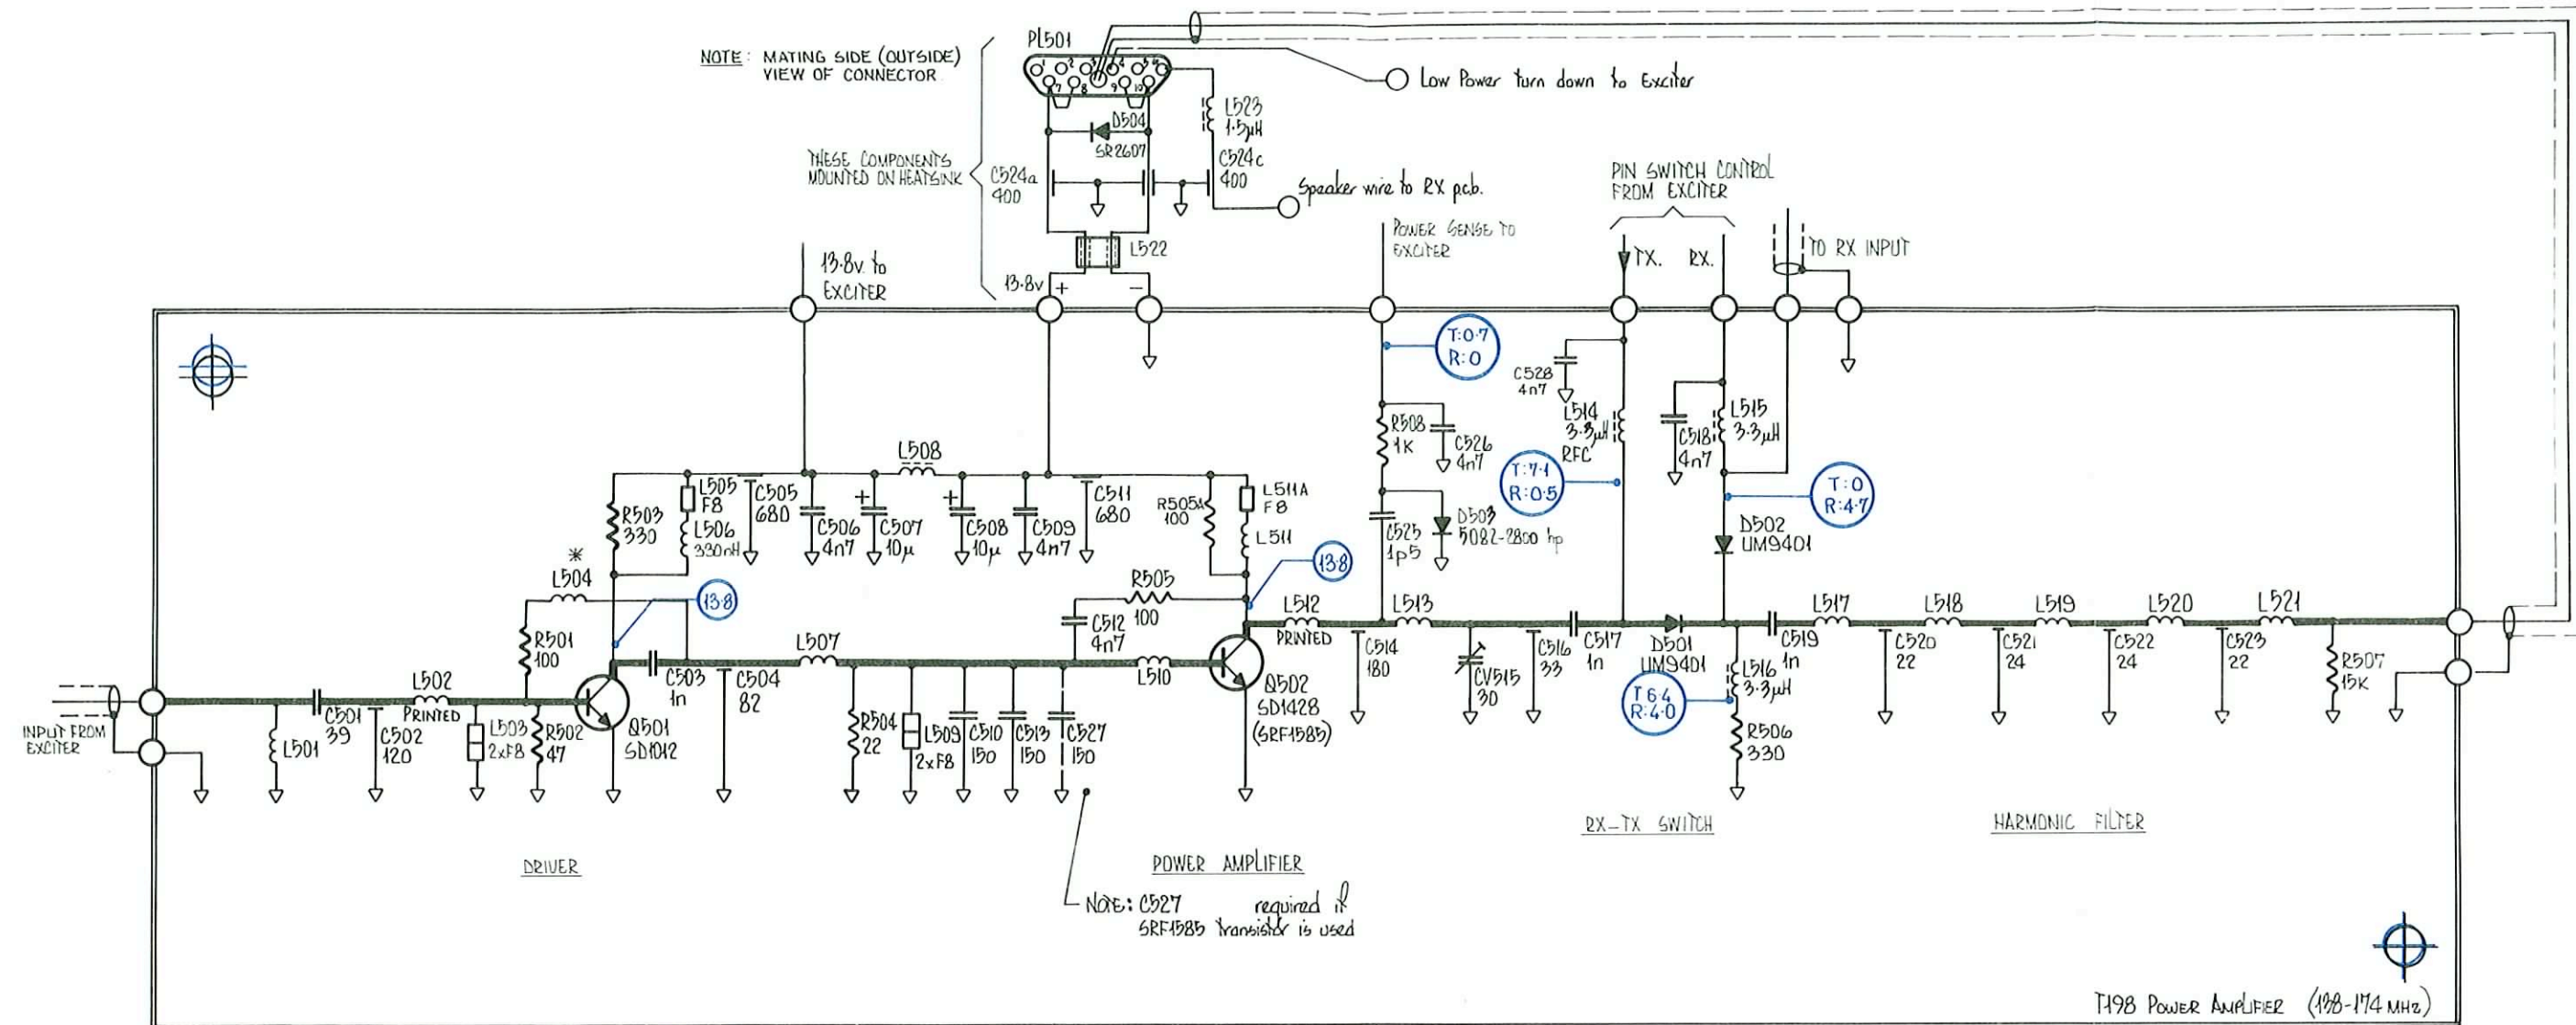 PL501
NOTE: MATING SIDE (OUTSIDE)
VIEW OF CONNECTOR
1 2 3 4 5 6
7 8 9 10
Low Power turn down to Exciter
L523
1.5µH
D504
SR2607
C524c
400
THESE COMPONENTS
MOUNTED ON HEATSINK
C524a
400
Speaker wire to RX p.c.b.
PIN SWITCH CONTROL
FROM EXCITER
POWER SENSE TO
EXCITER
L522
TX. RX.
TO RX INPUT
13.8v to
EXCITER
13.8v + −
T:0.7
R:0
C528
4n7
L514
3.3µH
RFC
C518
4n7
L515
3.3µH
R508
1K
C526
4n7
T:7.1
R:0.5
T:0
R:4.7
L508
R503
330
L505
F8
L506
330nH
C505
680
C506
4n7
+
C507
10µ
+
C508
10µ
C509
4n7
C511
680
R505A
100
L511A
F8
L511
C525
1p5
D503
5082-2800 hp
D502
UM9401
*
L504
13.8
R505
100
C512
4n7
13.8
R501
100
L507
L510
L512
PRINTED
L513
C514
180
CV515
30
C516
33
C517
1n
D501
UM9401
C519
1n
L516
3.3µH
T 6.4
R:4.0
R506
330
L517
L518
L519
L520
L521
C520
22
C521
24
C522
24
C523
22
R507
15K
INPUT FROM
EXCITER
L501
C501
39
C502
120
L502
PRINTED
L503
2xF8
R502
47
Q501
SD1012
C503
1n
C504
82
R504
22
L509
2xF8
C510
150
C513
150
C527
150
Q502
SD1428
(SRF1585)
DRIVER
POWER AMPLIFIER
RX-TX SWITCH
HARMONIC FILTER
NOTE: C527 required if
SRF1585 transistor is used
T198 POWER AMPLIFIER (138-174 MHz)